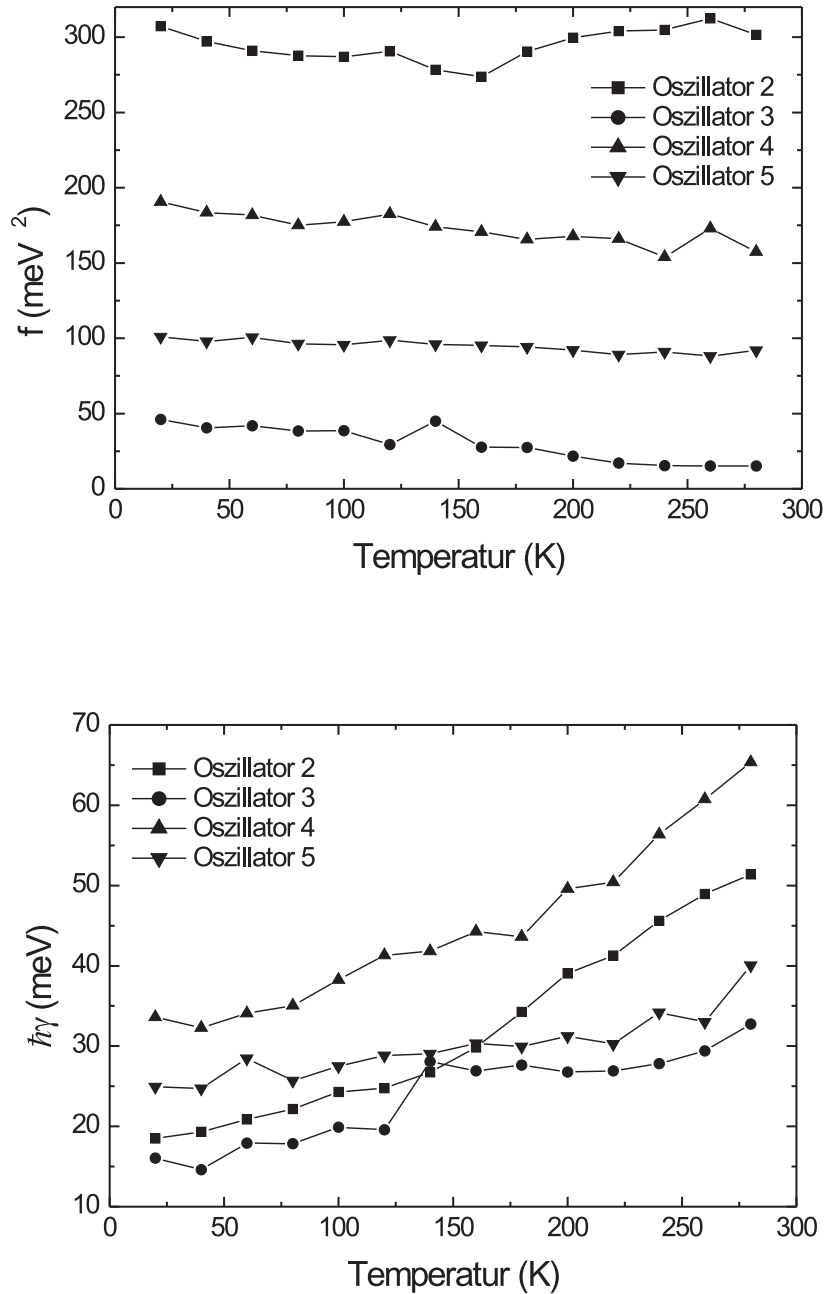 300
250
200
150
100
50
0
f (meV ²)
Oszillator 2
Oszillator 3
Oszillator 4
Oszillator 5
0 50 100 150 200 250 300
Temperatur (K)
70
60
50
40
30
20
10
ħγ (meV)
Oszillator 2
Oszillator 3
Oszillator 4
Oszillator 5
0 50 100 150 200 250 300
Temperatur (K)